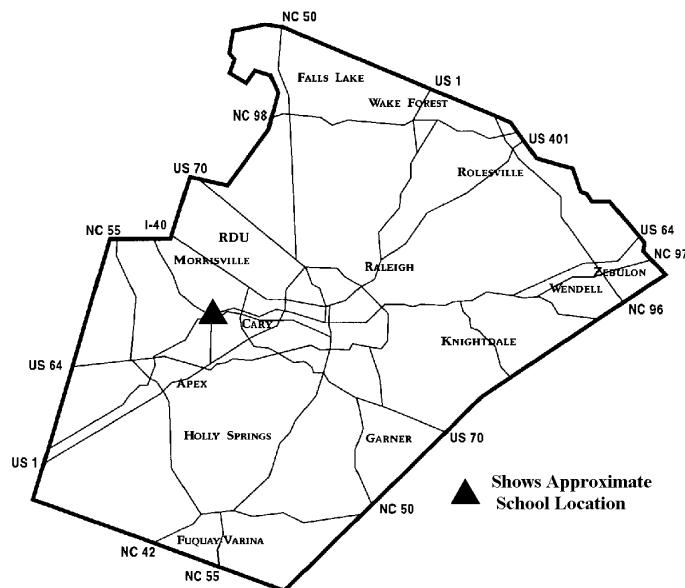 NC 50
FALLS LAKE
US 1
WAKE FOREST
NC 98
US 401
US 70
ROLESVILLE
NC 55
I-40
RDU
US 64
MORRISVILLE
RALEIGH
NC 97
ZEBULON
WENDELL
CARY
NC 96
KNIGHTDALE
US 64
APEX
HOLLY SPRINGS
GARNER
US 70
US 1
Shows Approximate
School Location
NC 50
FUQUAY-VARINA
NC 42
NC 55